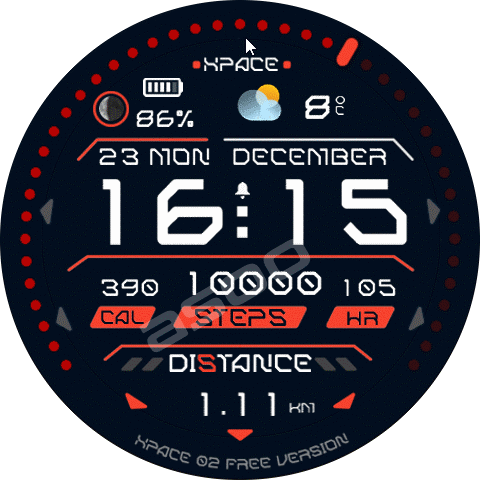 XPACE
86% 8°C
23 MON DECEMBER
16:15
390 10000 105
CAL STEPS HR
DISTANCE
1.11 KM
XPACE 02 FREE VERSION